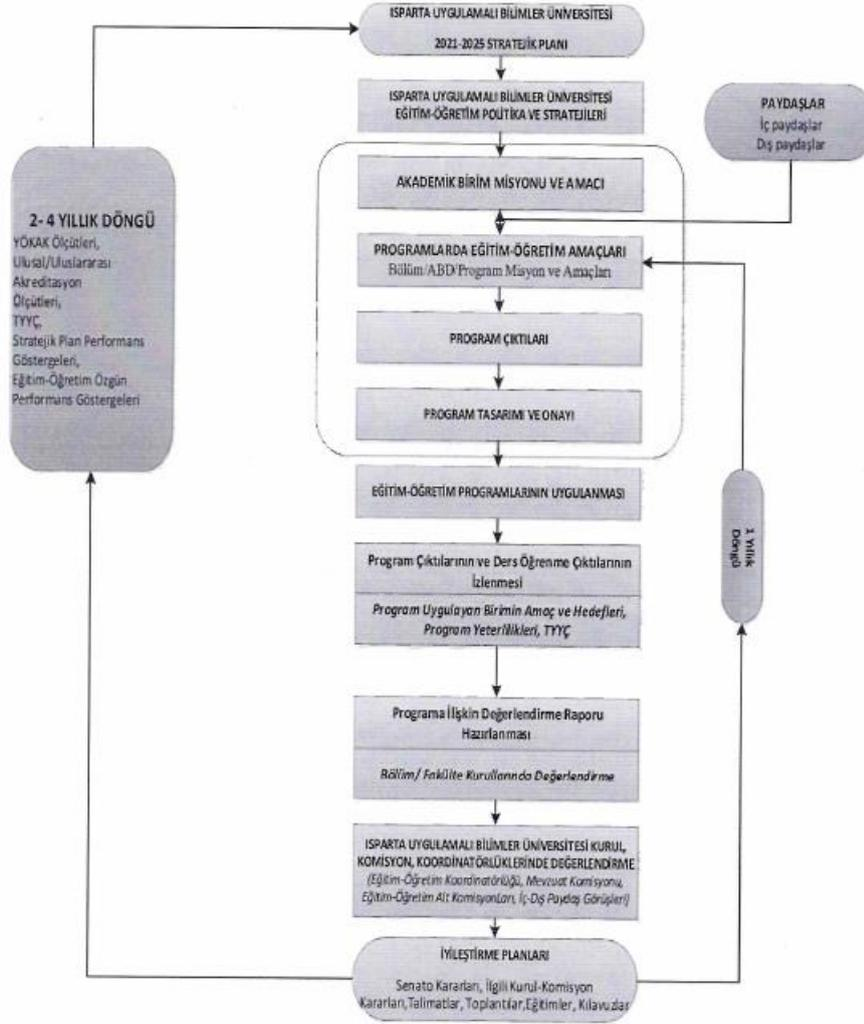 ISPARTA UYGULAMALI BİLİMLER ÜNİVERSİTESİ
2021-2025 STRATEJİK PLANI
ISPARTA UYGULAMALI BİLİMLER ÜNİVERSİTESİ
EĞİTİM-ÖĞRETİM POLİTİKA VE STRATEJİLERİ
PAYDAŞLAR
İç paydaşlar
Dış paydaşlar
AKADEMİK BİRİM MİSYONU VE AMACI
2- 4 YILLIK DÖNGÜ
YÖKAK Ölçütleri,
Ulusal/Uluslararası
Akreditasyon
Ölçütleri,
TYYÇ,
Stratejik Plan Performans
Göstergeleri,
Eğitim-Öğretim Özgün
Performans Göstergeleri
PROGRAMLARDA EĞİTİM-ÖĞRETİM AMAÇLARI
Bölüm/ABD/Program Misyon ve Amaçları
PROGRAM ÇIKTILARI
PROGRAM TASARIMI VE ONAYI
EĞİTİM-ÖĞRETİM PROGRAMLARININ UYGULANMASI
1 Yıllık
Döngü
Program Çıktılarının ve Ders Öğrenme Çıktılarının
İzlenmesi
Program Uygulayan Birimin Amaç ve Hedefleri,
Program Yeterlilikleri, TYYÇ
Programa İlişkin Değerlendirme Raporu
Hazırlanması
Bölüm/ Fakülte Kurullarında Değerlendirme
ISPARTA UYGULAMALI BİLİMLER ÜNİVERSİTESİ KURUL,
KOMİSYON, KOORDİNATÖRLÜKLERİNDE DEĞERLENDİRME
(Eğitim-Öğretim Koordinatörlüğü, Mevzuat Komisyonu,
Eğitim-Öğretim Alt Komisyonları, İç-Dış Paydaş Görüşleri)
İYİLEŞTİRME PLANLARI
Senato Kararları, İlgili Kurul-Komisyon
Kararları,Talimatlar, Toplantılar,Eğitimler, Kılavuzlar